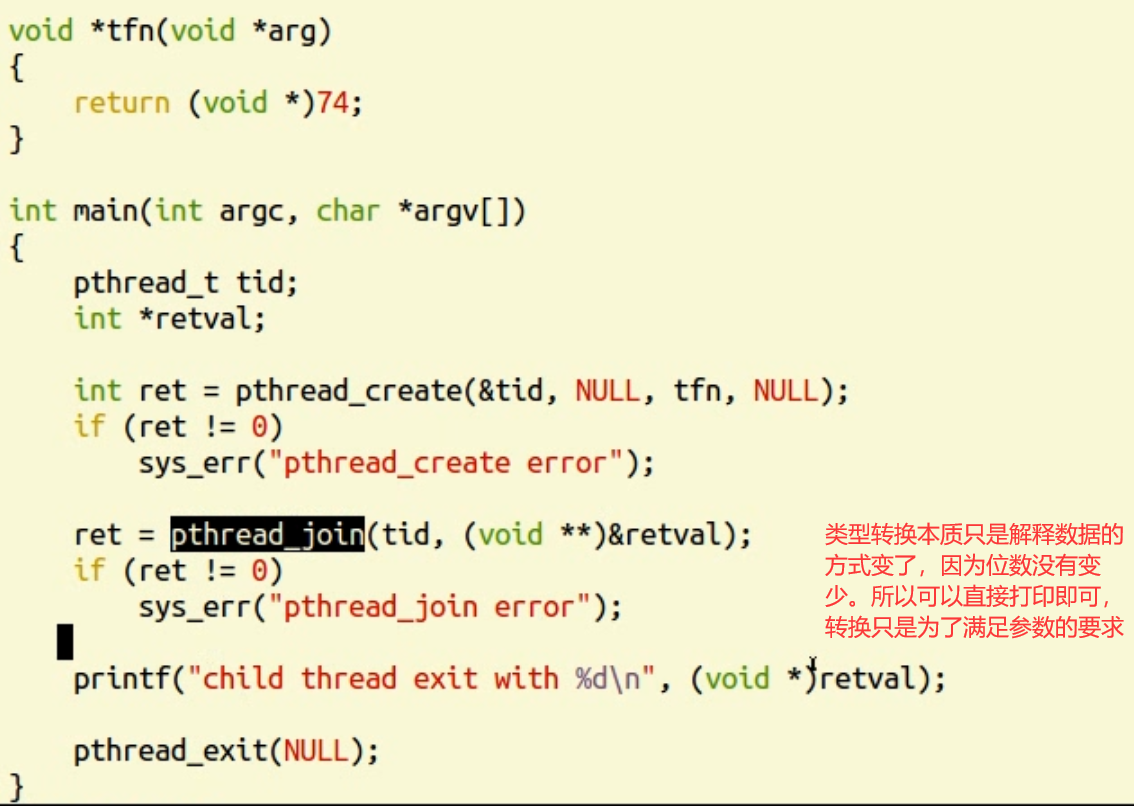 void *tfn(void *arg)
{
    return (void *)74;
}
int main(int argc, char *argv[])
{
    pthread_t tid;
    int *retval;
    int ret = pthread_create(&tid, NULL, tfn, NULL);
    if (ret != 0)
        sys_err("pthread_create error");
    ret = pthread_join(tid, (void **)&retval);
    if (ret != 0)
        sys_err("pthread_join error");
    printf("child thread exit with %d\n", (void *)retval);
    pthread_exit(NULL);
}
类型转换本质只是解释数据的
方式变了，因为位数没有变
少。所以可以直接打印即可，
转换只是为了满足参数的要求